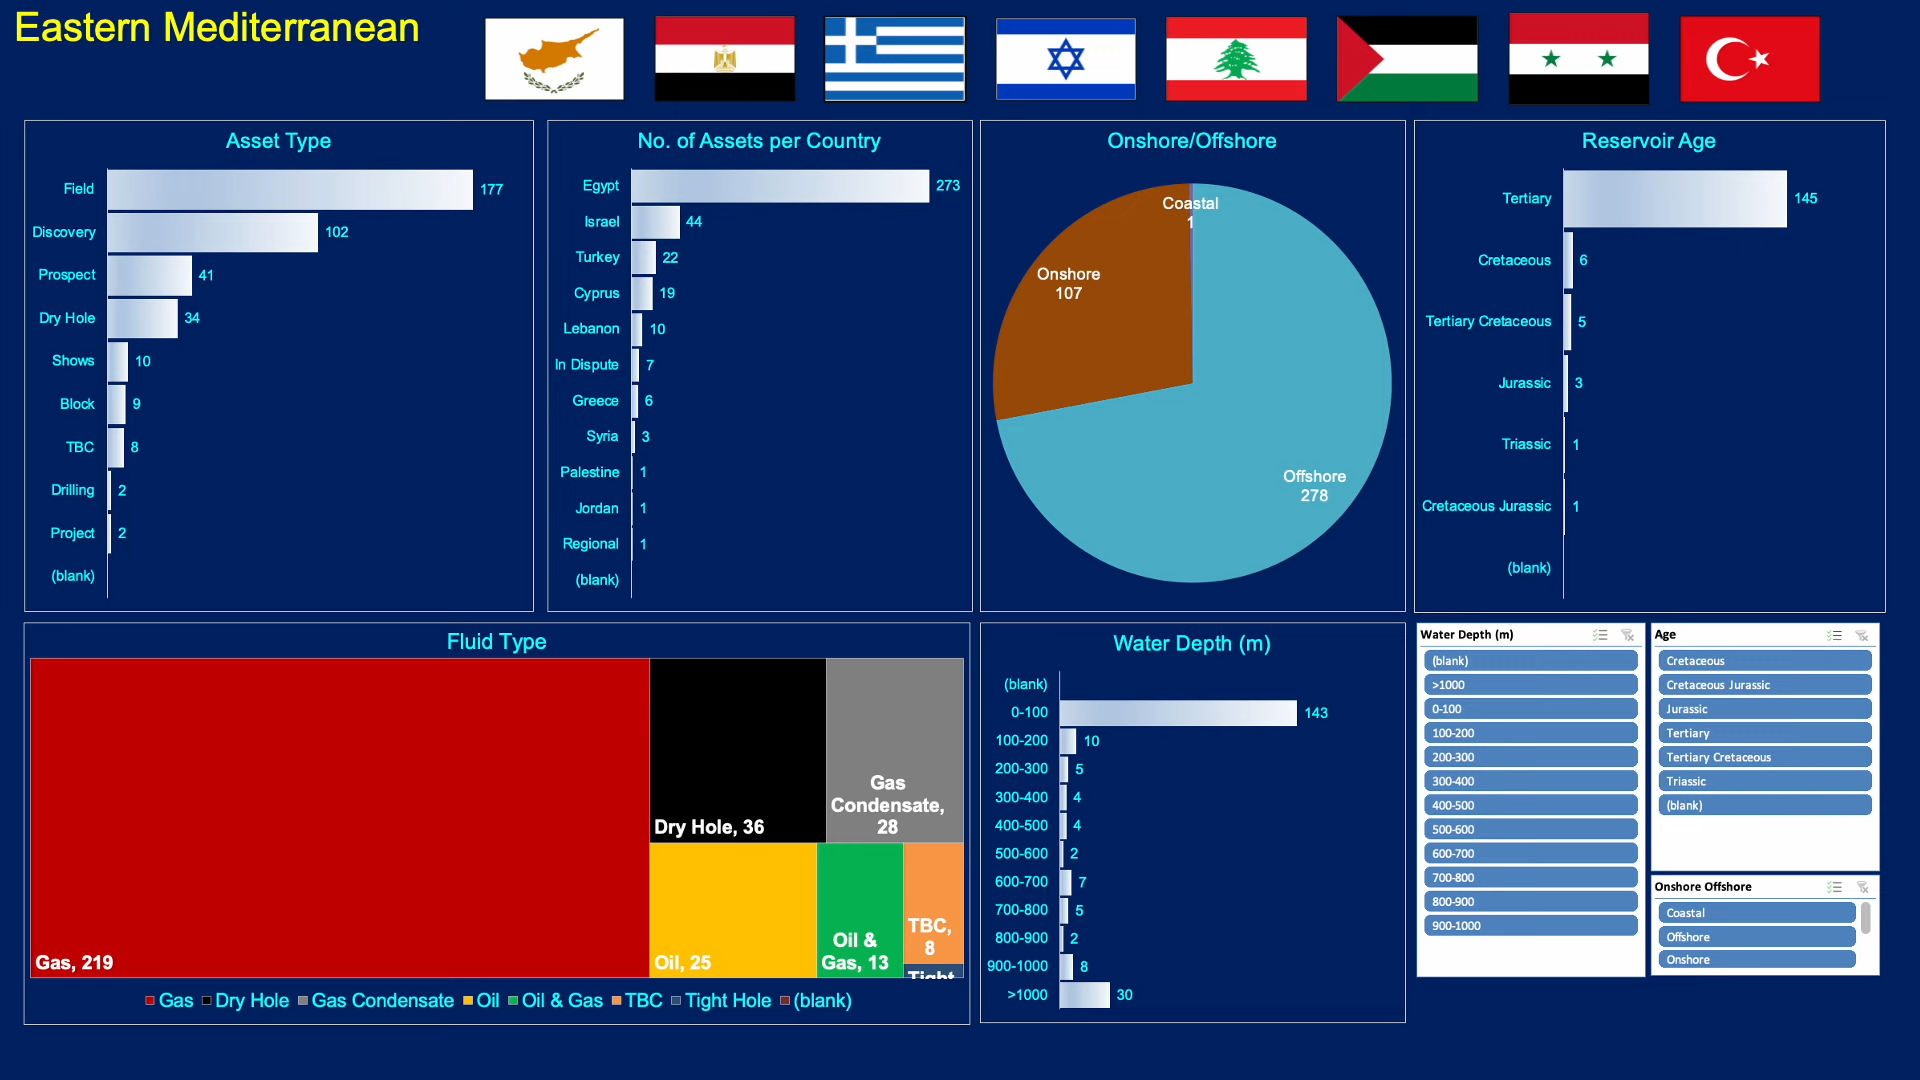 Eastern Mediterranean
Asset Type
Field 177
Discovery 102
Prospect 41
Dry Hole 34
Shows 10
Block 9
TBC 8
Drilling 2
Project 2
(blank)
No. of Assets per Country
Egypt 273
Israel 44
Turkey 22
Cyprus 19
Lebanon 10
In Dispute 7
Greece 6
Syria 3
Palestine 1
Jordan 1
Regional 1
(blank)
Onshore/Offshore
Coastal
1
Onshore
107
Offshore
278
Reservoir Age
Tertiary 145
Cretaceous 6
Tertiary Cretaceous 5
Jurassic 3
Triassic 1
Cretaceous Jurassic 1
(blank)
Fluid Type
Gas, 219
Dry Hole, 36
Gas
Condensate,
28
Oil, 25
Oil &
Gas, 13
TBC,
8
Tight
Gas Dry Hole Gas Condensate Oil Oil & Gas TBC Tight Hole (blank)
Water Depth (m)
(blank)
0-100 143
100-200 10
200-300 5
300-400 4
400-500 4
500-600 2
600-700 7
700-800 5
800-900 2
900-1000 8
>1000 30
Water Depth (m)
(blank)
>1000
0-100
100-200
200-300
300-400
400-500
500-600
600-700
700-800
800-900
900-1000
Age
Cretaceous
Cretaceous Jurassic
Jurassic
Tertiary
Tertiary Cretaceous
Triassic
(blank)
Onshore Offshore
Coastal
Offshore
Onshore